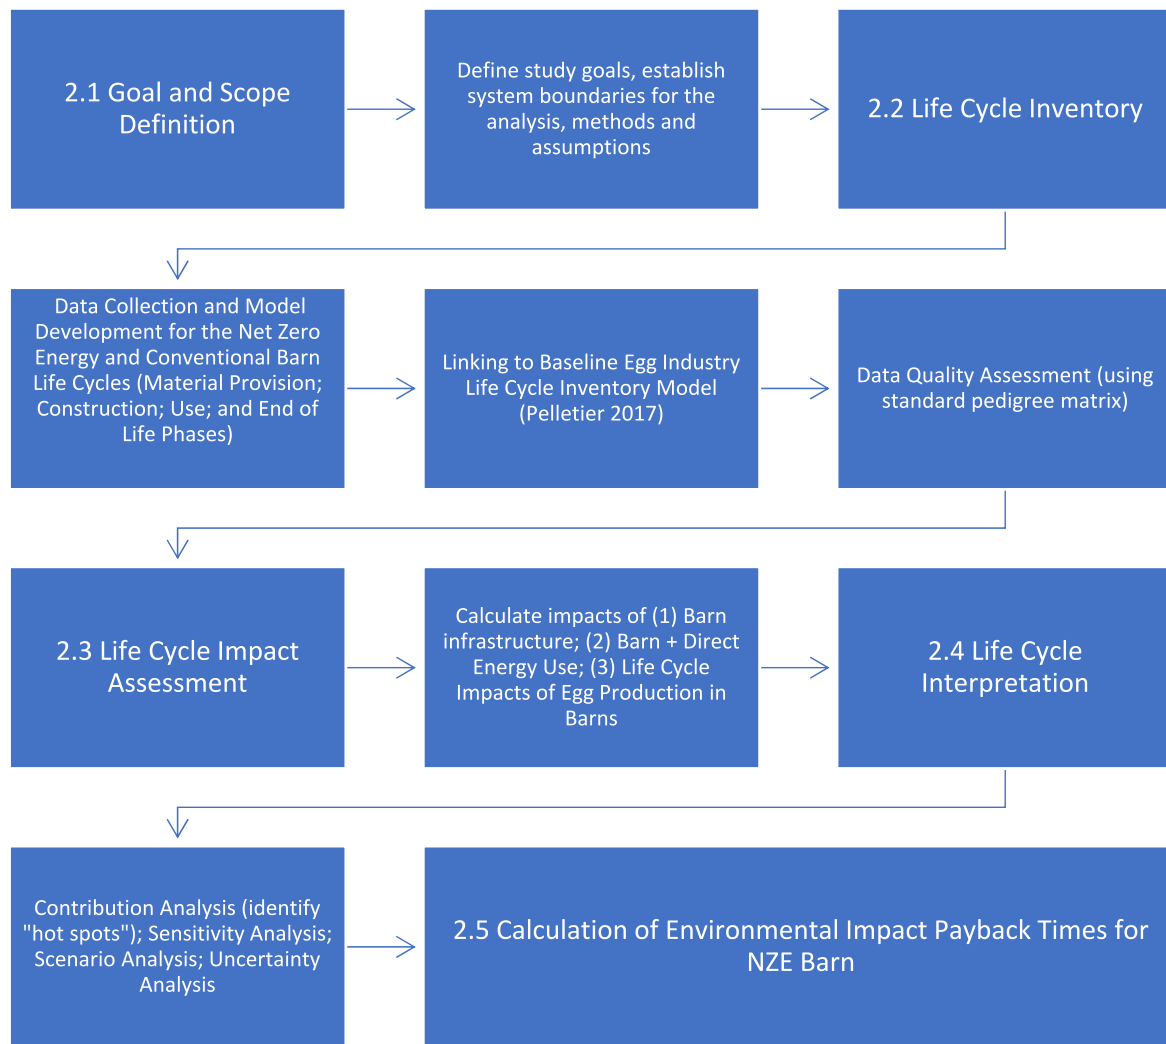 2.1 Goal and Scope
Definition
Define study goals, establish
system boundaries for the
analysis, methods and
assumptions
2.2 Life Cycle Inventory
Data Collection and Model
Development for the Net Zero
Energy and Conventional Barn
Life Cycles (Material Provision;
Construction; Use; and End of
Life Phases)
Linking to Baseline Egg Industry
Life Cycle Inventory Model
(Pelletier 2017)
Data Quality Assessment (using
standard pedigree matrix)
2.3 Life Cycle Impact
Assessment
Calculate impacts of (1) Barn
infrastructure; (2) Barn + Direct
Energy Use; (3) Life Cycle
Impacts of Egg Production in
Barns
2.4 Life Cycle
Interpretation
Contribution Analysis (identify
"hot spots"); Sensitivity Analysis;
Scenario Analysis; Uncertainty
Analysis
2.5 Calculation of Environmental Impact Payback Times for
NZE Barn